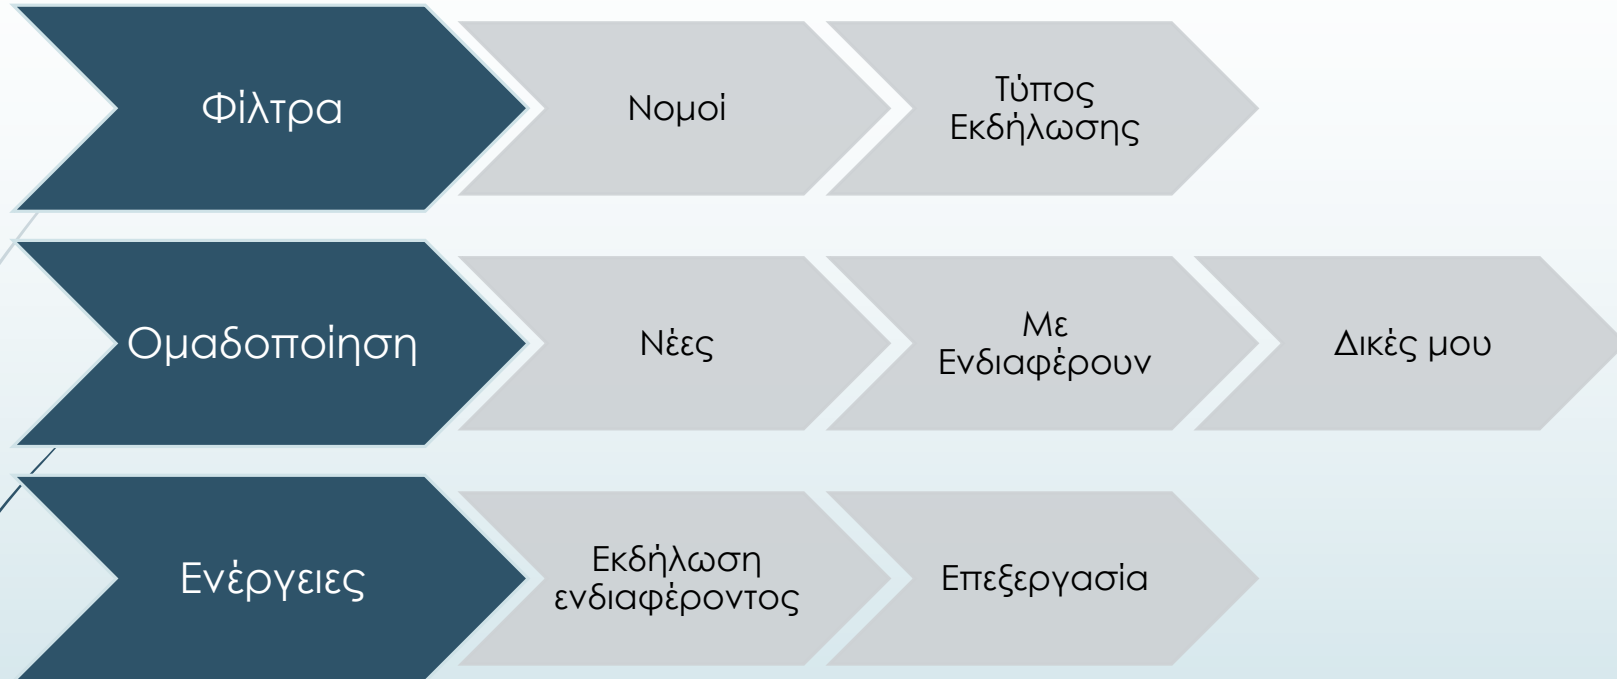 Φίλτρα
Νομοί
Τύπος
Εκδήλωσης
Ομαδοποίηση
Νέες
Με
Ενδιαφέρουν
Δικές μου
Ενέργειες
Εκδήλωση
ενδιαφέροντος
Επεξεργασία